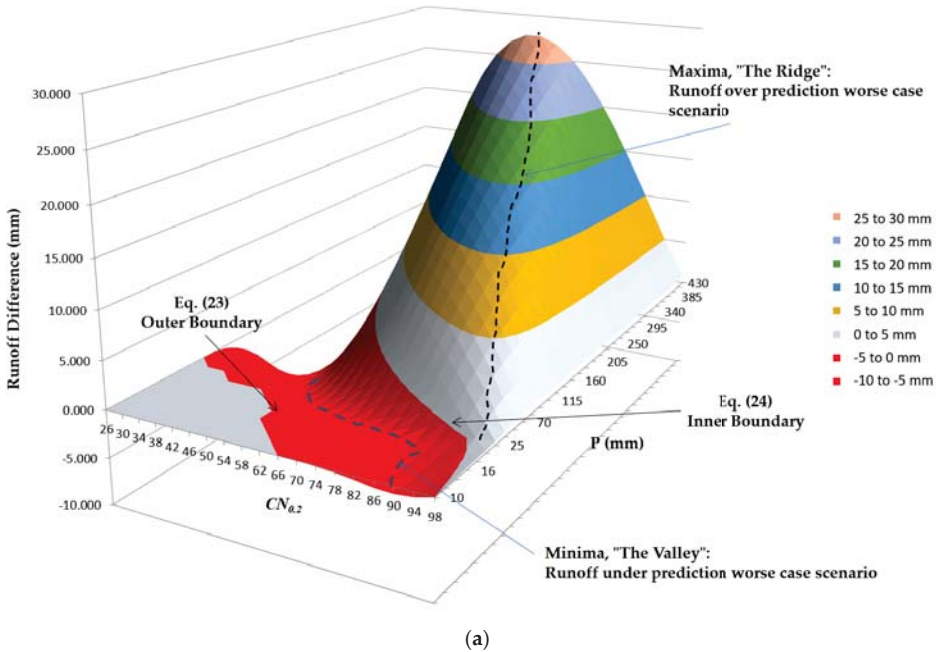 Maxima, "The Ridge":
Runoff over prediction worse case
scenario
30.000
25.000
20.000
15.000
10.000
5.000
0.000
-5.000
-10.000
Runoff Difference (mm)
Eq. (23)
Outer Boundary
25 to 30 mm
20 to 25 mm
15 to 20 mm
10 to 15 mm
5 to 10 mm
0 to 5 mm
-5 to 0 mm
-10 to -5 mm
430
385
340
295
250
205
160
115
70
25
16
10
P (mm)
Eq. (24)
Inner Boundary
26 30 34 38 42 46 50 54 58 62 66 70 74 78 82 86 90 94 98
CN0.2
Minima, "The Valley":
Runoff under prediction worse case scenario
(a)